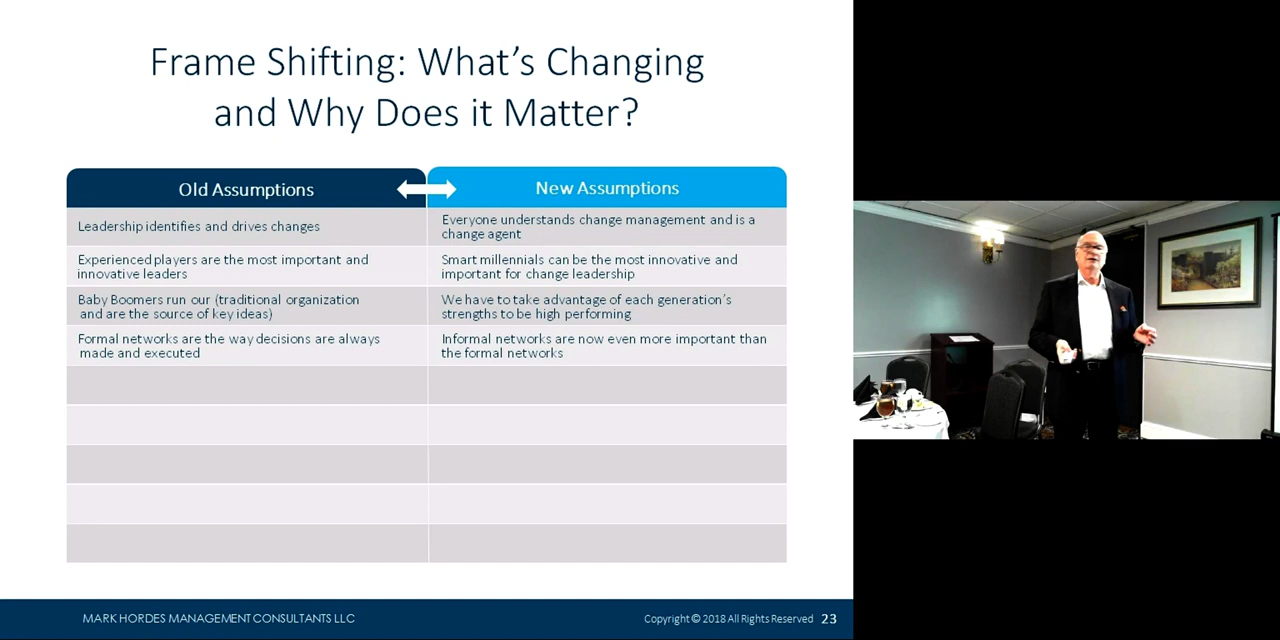 Frame Shifting: What's Changing
and Why Does it Matter?
Old Assumptions
New Assumptions
Leadership identifies and drives changes
Everyone understands change management and is a
change agent
Experienced players are the most important and
innovative leaders
Smart millennials can be the most innovative and
important for change leadership
Baby Boomers run our (traditional organization
and are the source of key ideas)
We have to take advantage of each generation's
strengths to be high performing
Formal networks are the way decisions are always
made and executed
Informal networks are now even more important than
the formal networks
MARK HORDES MANAGEMENT CONSULTANTS LLC
Copyright © 2018 All Rights Reserved 23